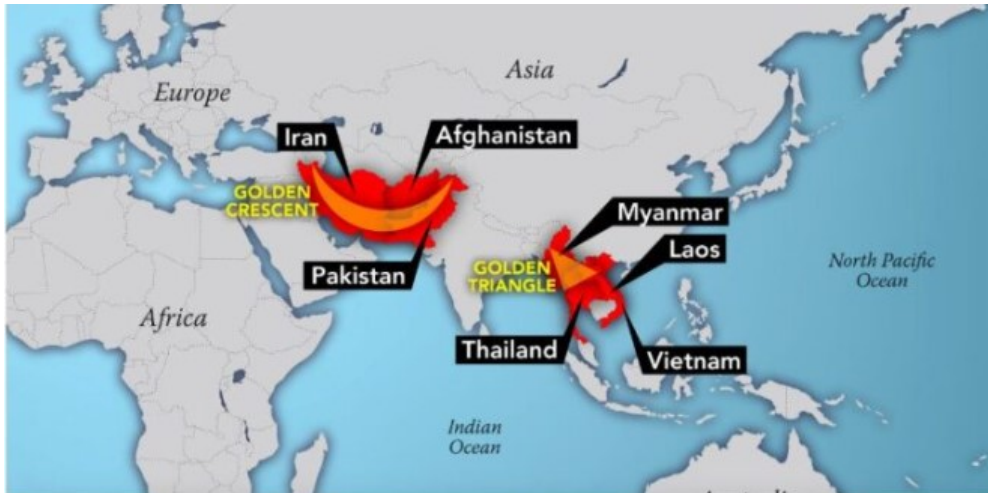 Asia
Europe
Iran
Afghanistan
GOLDEN
CRESCENT
Myanmar
Laos
Pakistan
GOLDEN
TRIANGLE
North Pacific
Ocean
Africa
Thailand
Vietnam
Indian
Ocean